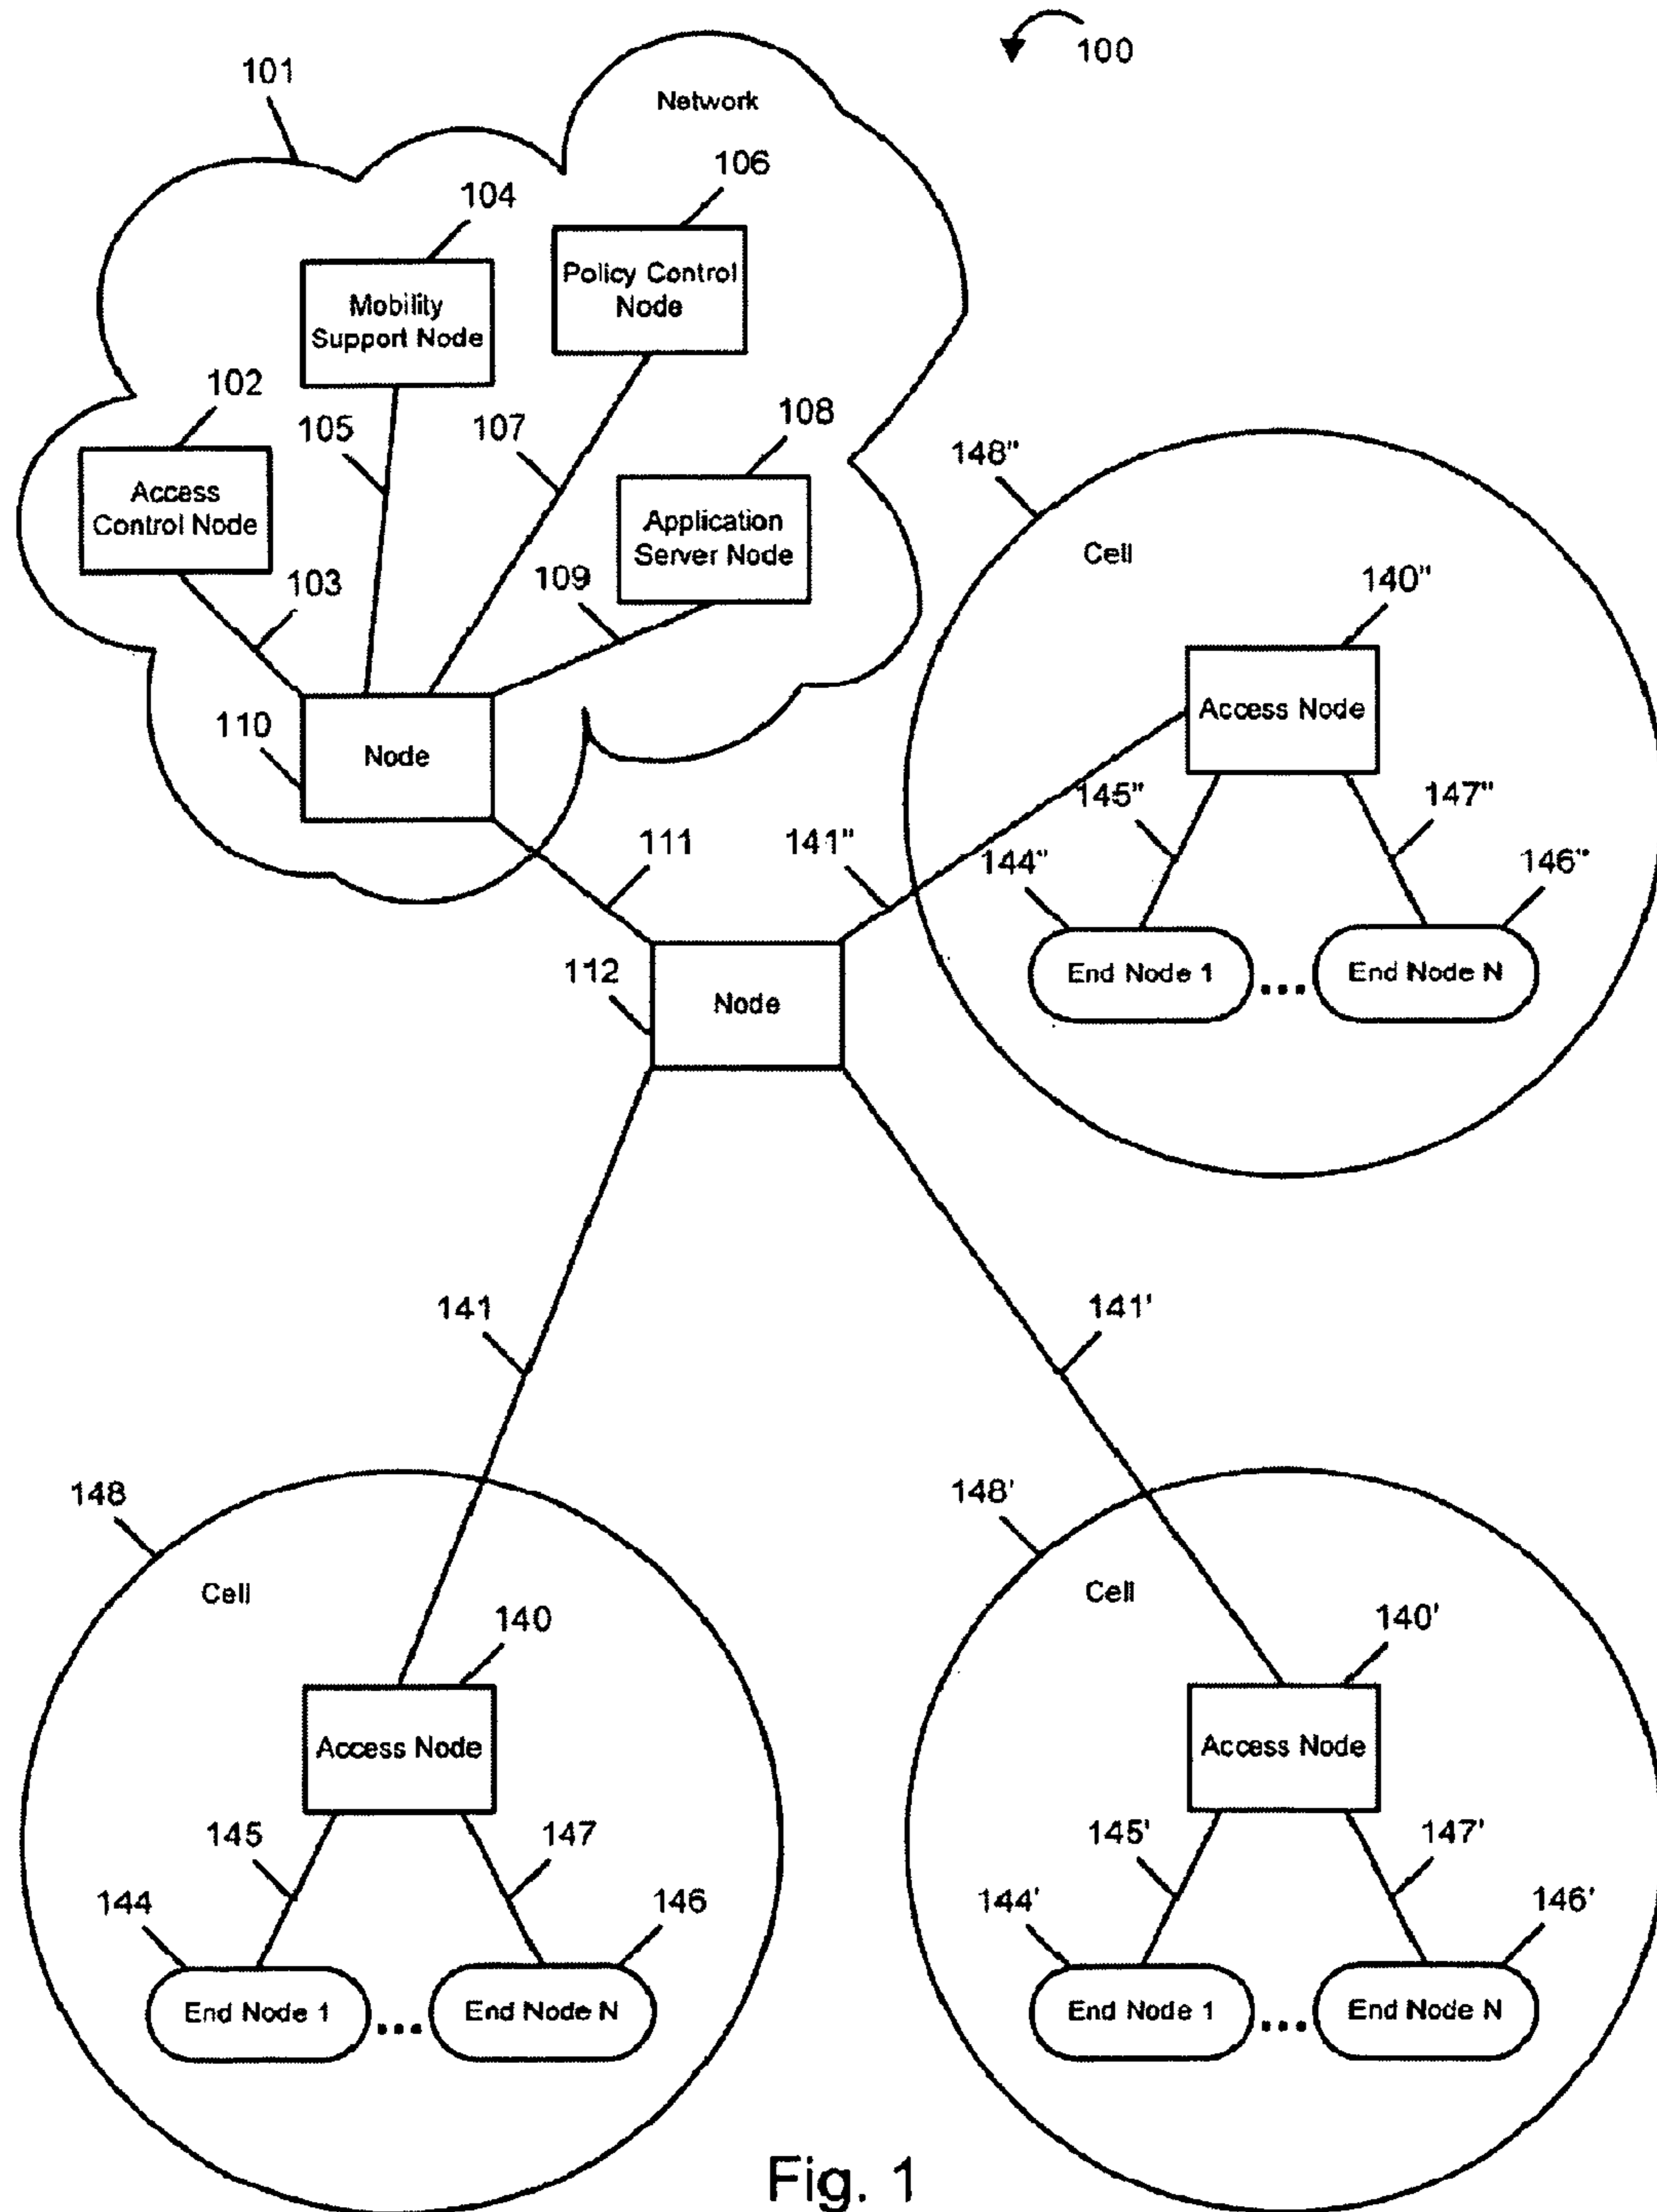 100
101
Network
106
104
Policy Control
Node
Mobility
Support Node
102
105
107
108
148"
Access
Control Node
Application
Server Node
Cell
103
109
140"
Access Node
110
Node
145"
147"
111
141"
144"
146"
112
Node
End Node 1
...
End Node N
141
141'
148
148'
Cell
Cell
140
140'
Access Node
Access Node
145
147
145'
147'
144
146
144'
146'
End Node 1
...
End Node N
End Node 1
...
End Node N
Fig. 1